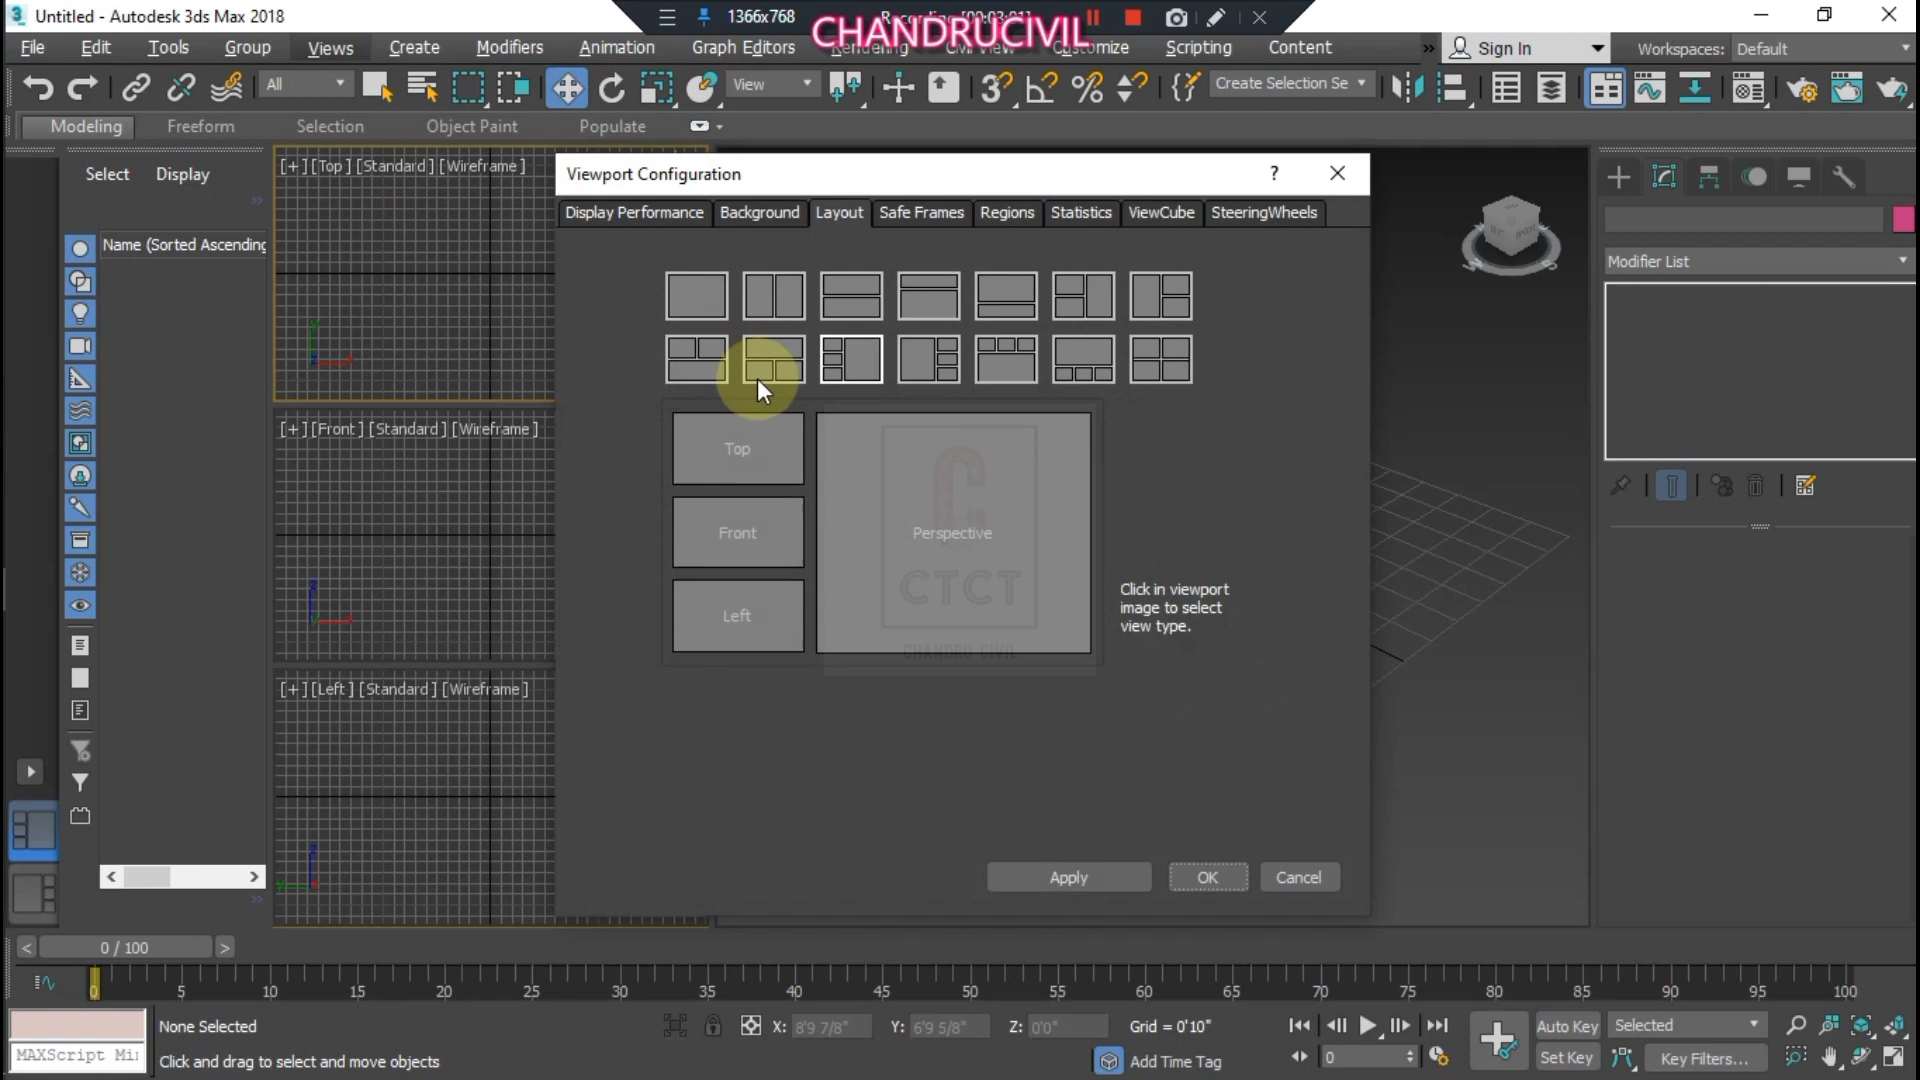 Untitled - Autodesk 3ds Max 2018
1366x768
Recording [00:03:01]
CHANDRUCIVIL
File Edit Tools Group Views Create Modifiers Animation Graph Editors Rendering Civil View Customize Scripting Content
Sign In
Workspaces: Default
All
View
Create Selection Se
Modeling Freeform Selection Object Paint Populate
Select Display
Name (Sorted Ascending
[+][Top][Standard][Wireframe]
[+][Front][Standard][Wireframe]
[+][Left][Standard][Wireframe]
Viewport Configuration
?
Display Performance Background Layout Safe Frames Regions Statistics ViewCube SteeringWheels
Top
Front
Left
Perspective
CTCT
CHANDRU CIVIL
Click in viewport
image to select
view type.
Apply OK Cancel
Modifier List
0 / 100
0 5 10 15 20 25 30 35 40 45 50 55 60 65 70 75 80 85 90 95 100
None Selected
X: 8'9 7/8" Y: 6'9 5/8" Z: 0'0" Grid = 0'10"
Auto Key Selected
MAXScript Mi
Click and drag to select and move objects
Add Time Tag
0
Set Key Key Filters...